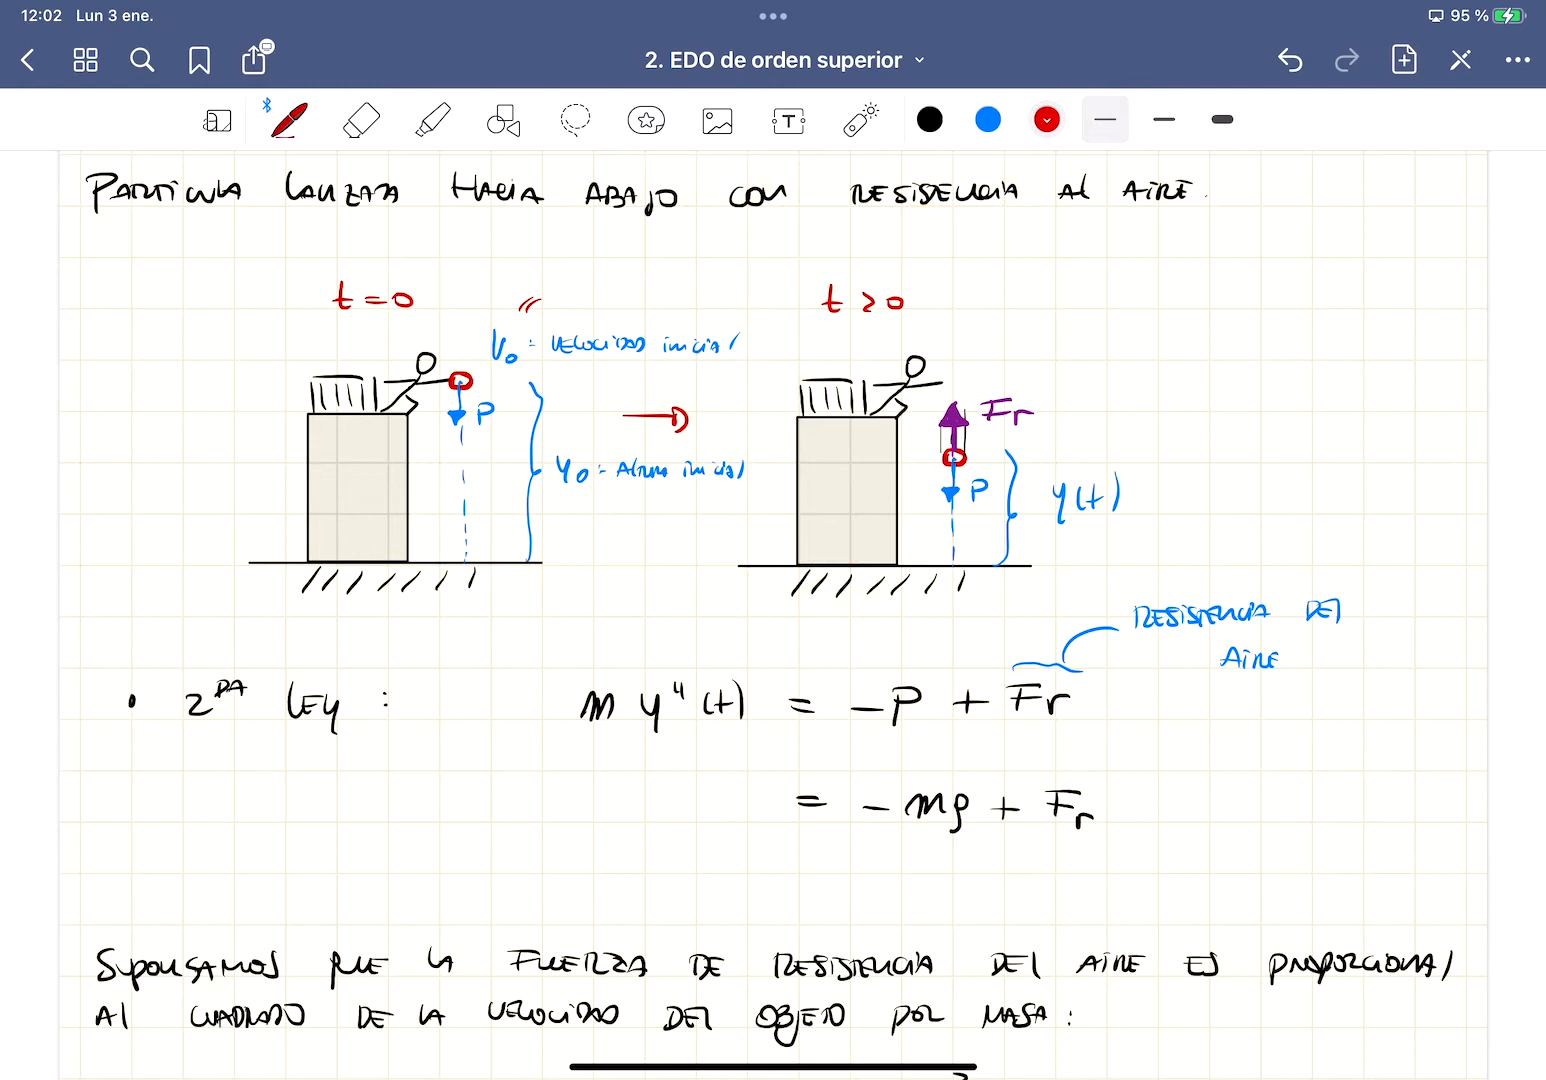 12:02 Lun 3 ene.
95 %
2. EDO de orden superior
PARTÍCULA LANZADA HACIA ABAJO CON RESISTENCIA AL AIRE.
t = 0
t > 0
V₀ = VELOCIDAD INICIAL
P
Fr
y₀ = ALTURA INICIAL
P
y(t)
RESISTENCIA DEL
AIRE
• 2DA LEY : m y''(t) = -P + Fr
= -mg + Fr
SUPONGAMOS QUE LA FUERZA DE RESISTENCIA DEL AIRE ES PROPORCIONAL
AL CUADRADO DE LA VELOCIDAD DEL OBJETO POR MASA :